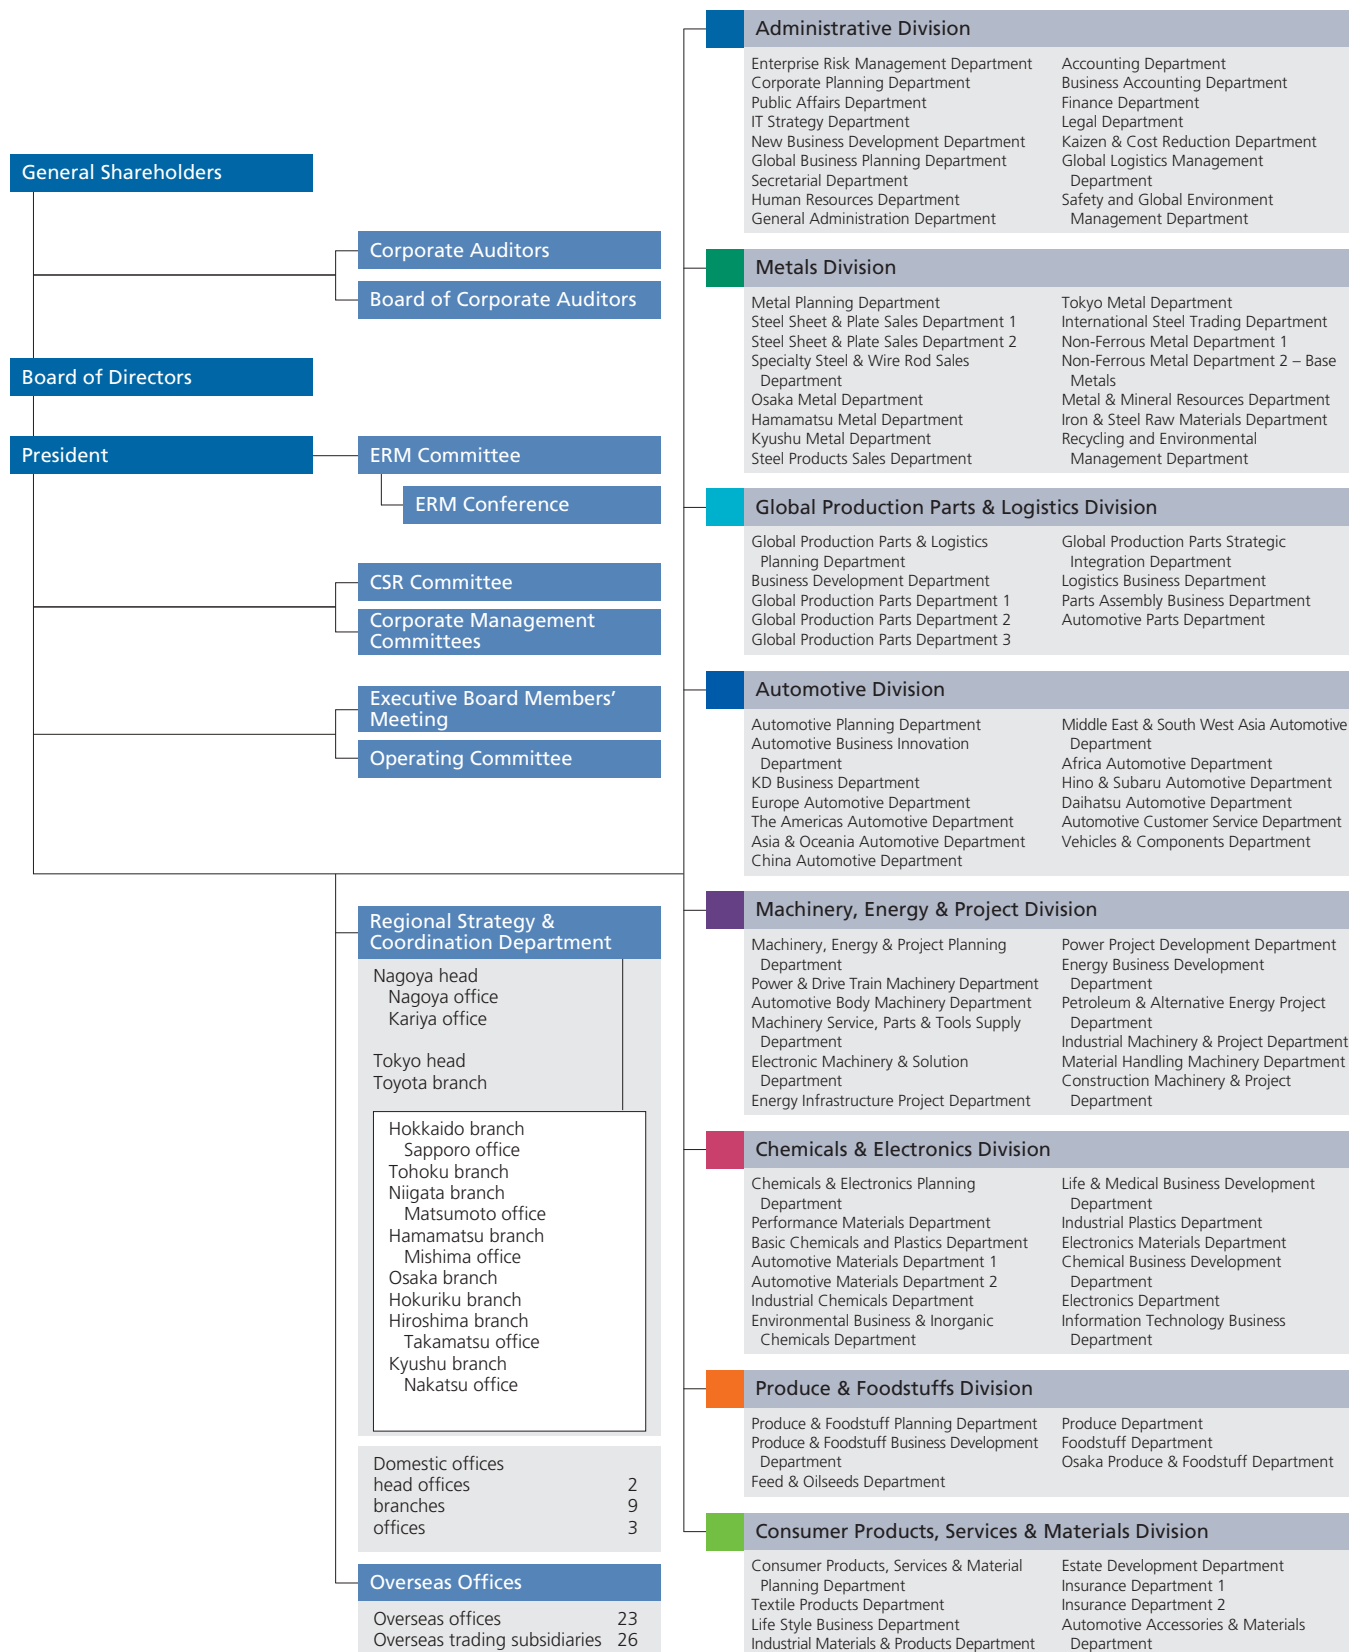 General Shareholders
Corporate Auditors
Board of Corporate Auditors
Board of Directors
President
ERM Committee
ERM Conference
CSR Committee
Corporate Management
Committees
Executive Board Members’
Meeting
Operating Committee
Regional Strategy &
Coordination Department
Nagoya head
Nagoya office
Kariya office
Tokyo head
Toyota branch
Hokkaido branch
Sapporo office
Tohoku branch
Niigata branch
Matsumoto office
Hamamatsu branch
Mishima office
Osaka branch
Hokuriku branch
Hiroshima branch
Takamatsu office
Kyushu branch
Nakatsu office
Domestic offices
head offices 2
branches 9
offices 3
Overseas Offices
Overseas offices 23
Overseas trading subsidiaries 26
Administrative Division
Enterprise Risk Management Department
Corporate Planning Department
Public Affairs Department
IT Strategy Department
New Business Development Department
Global Business Planning Department
Secretarial Department
Human Resources Department
General Administration Department
Accounting Department
Business Accounting Department
Finance Department
Legal Department
Kaizen & Cost Reduction Department
Global Logistics Management
Department
Safety and Global Environment
Management Department
Metals Division
Metal Planning Department
Steel Sheet & Plate Sales Department 1
Steel Sheet & Plate Sales Department 2
Specialty Steel & Wire Rod Sales
Department
Osaka Metal Department
Hamamatsu Metal Department
Kyushu Metal Department
Steel Products Sales Department
Tokyo Metal Department
International Steel Trading Department
Non-Ferrous Metal Department 1
Non-Ferrous Metal Department 2 – Base
Metals
Metal & Mineral Resources Department
Iron & Steel Raw Materials Department
Recycling and Environmental
Management Department
Global Production Parts & Logistics Division
Global Production Parts & Logistics
Planning Department
Business Development Department
Global Production Parts Department 1
Global Production Parts Department 2
Global Production Parts Department 3
Global Production Parts Strategic
Integration Department
Logistics Business Department
Parts Assembly Business Department
Automotive Parts Department
Automotive Division
Automotive Planning Department
Automotive Business Innovation
Department
KD Business Department
Europe Automotive Department
The Americas Automotive Department
Asia & Oceania Automotive Department
China Automotive Department
Middle East & South West Asia Automotive
Department
Africa Automotive Department
Hino & Subaru Automotive Department
Daihatsu Automotive Department
Automotive Customer Service Department
Vehicles & Components Department
Machinery, Energy & Project Division
Machinery, Energy & Project Planning
Department
Power & Drive Train Machinery Department
Automotive Body Machinery Department
Machinery Service, Parts & Tools Supply
Department
Electronic Machinery & Solution
Department
Energy Infrastructure Project Department
Power Project Development Department
Energy Business Development
Department
Petroleum & Alternative Energy Project
Department
Industrial Machinery & Project Department
Material Handling Machinery Department
Construction Machinery & Project
Department
Chemicals & Electronics Division
Chemicals & Electronics Planning
Department
Performance Materials Department
Basic Chemicals and Plastics Department
Automotive Materials Department 1
Automotive Materials Department 2
Industrial Chemicals Department
Environmental Business & Inorganic
Chemicals Department
Life & Medical Business Development
Department
Industrial Plastics Department
Electronics Materials Department
Chemical Business Development
Department
Electronics Department
Information Technology Business
Department
Produce & Foodstuffs Division
Produce & Foodstuff Planning Department
Produce & Foodstuff Business Development
Department
Feed & Oilseeds Department
Produce Department
Foodstuff Department
Osaka Produce & Foodstuff Department
Consumer Products, Services & Materials Division
Consumer Products, Services & Material
Planning Department
Textile Products Department
Life Style Business Department
Industrial Materials & Products Department
Estate Development Department
Insurance Department 1
Insurance Department 2
Automotive Accessories & Materials
Department